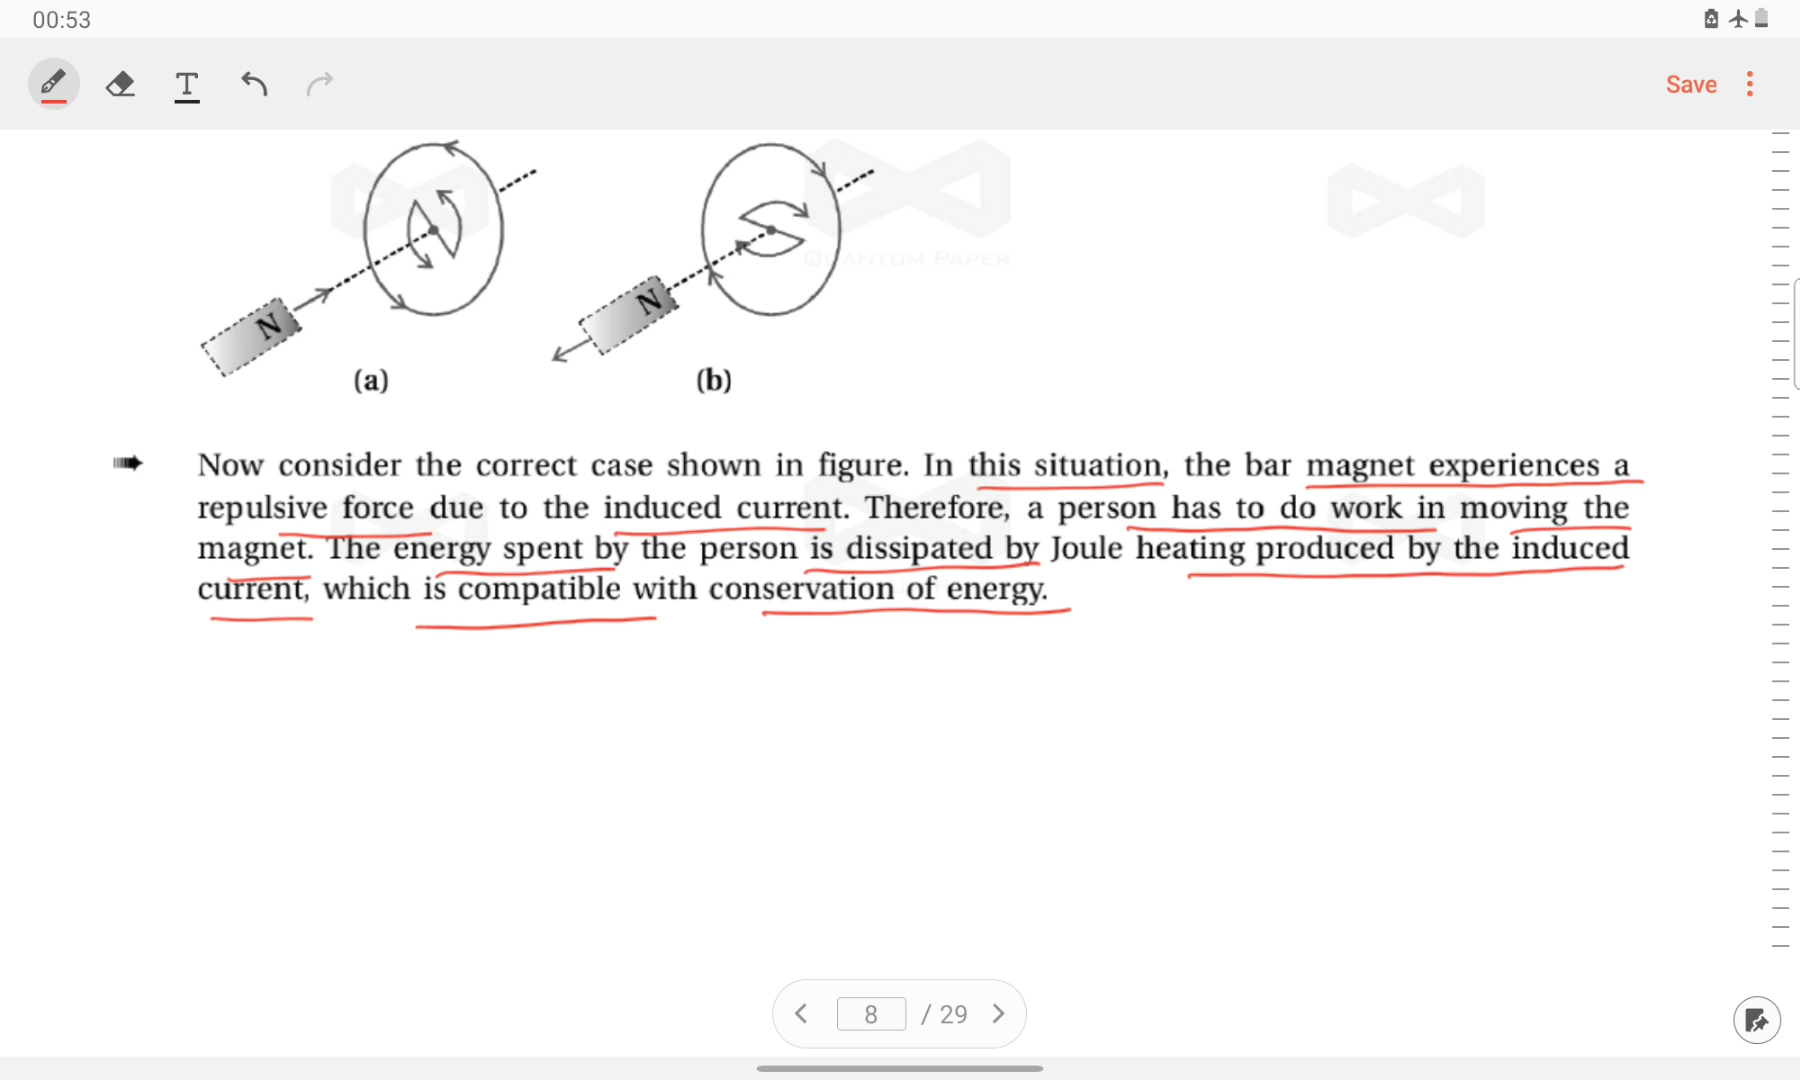 00:53
T
Save
N
N
QUANTUM PAPER
(a)
(b)
Now consider the correct case shown in figure. In this situation, the bar magnet experiences a
repulsive force due to the induced current. Therefore, a person has to do work in moving the
magnet. The energy spent by the person is dissipated by Joule heating produced by the induced
current, which is compatible with conservation of energy.
8 / 29